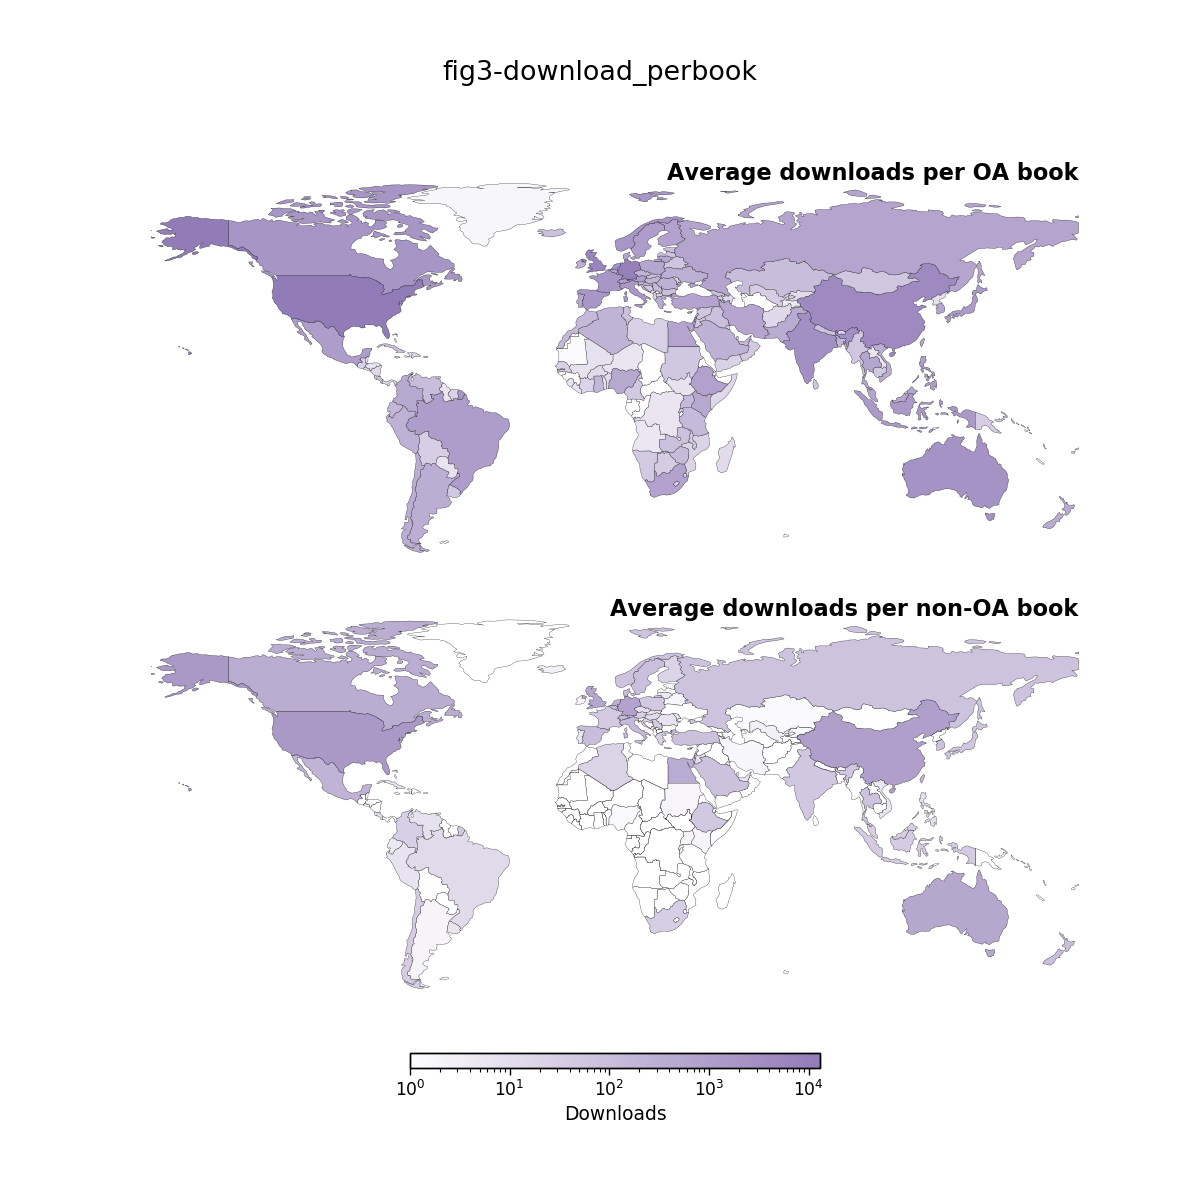 fig3-download_perbook
Average downloads per OA book
Average downloads per non-OA book
10⁰ 10¹ 10² 10³ 10⁴
Downloads